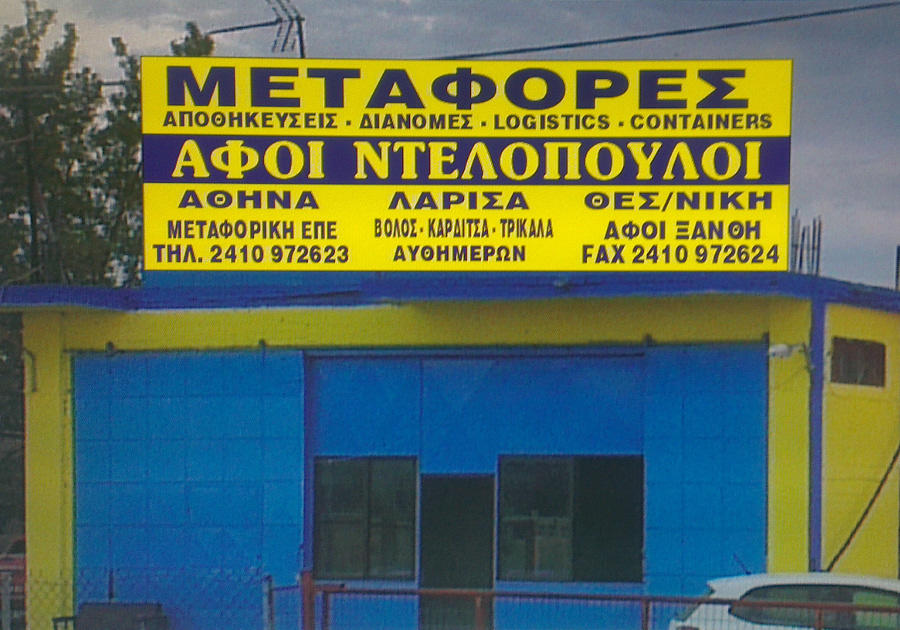 ΜΕΤΑΦΟΡΕΣ
ΑΠΟΘΗΚΕΥΣΕΙΣ - ΔΙΑΝΟΜΕΣ - LOGISTICS - CONTAINERS
ΑΦΟΙ ΝΤΕΛΟΠΟΥΛΟΙ
ΑΘΗΝΑ ΛΑΡΙΣΑ ΘΕΣ/ΝΙΚΗ
ΜΕΤΑΦΟΡΙΚΗ ΕΠΕ ΒΟΛΟΣ - ΚΑΡΔΙΤΣΑ - ΤΡΙΚΑΛΑ ΑΦΟΙ ΞΑΝΘΗ
ΤΗΛ. 2410 972623 ΑΥΘΗΜΕΡΩΝ FAX 2410 972624